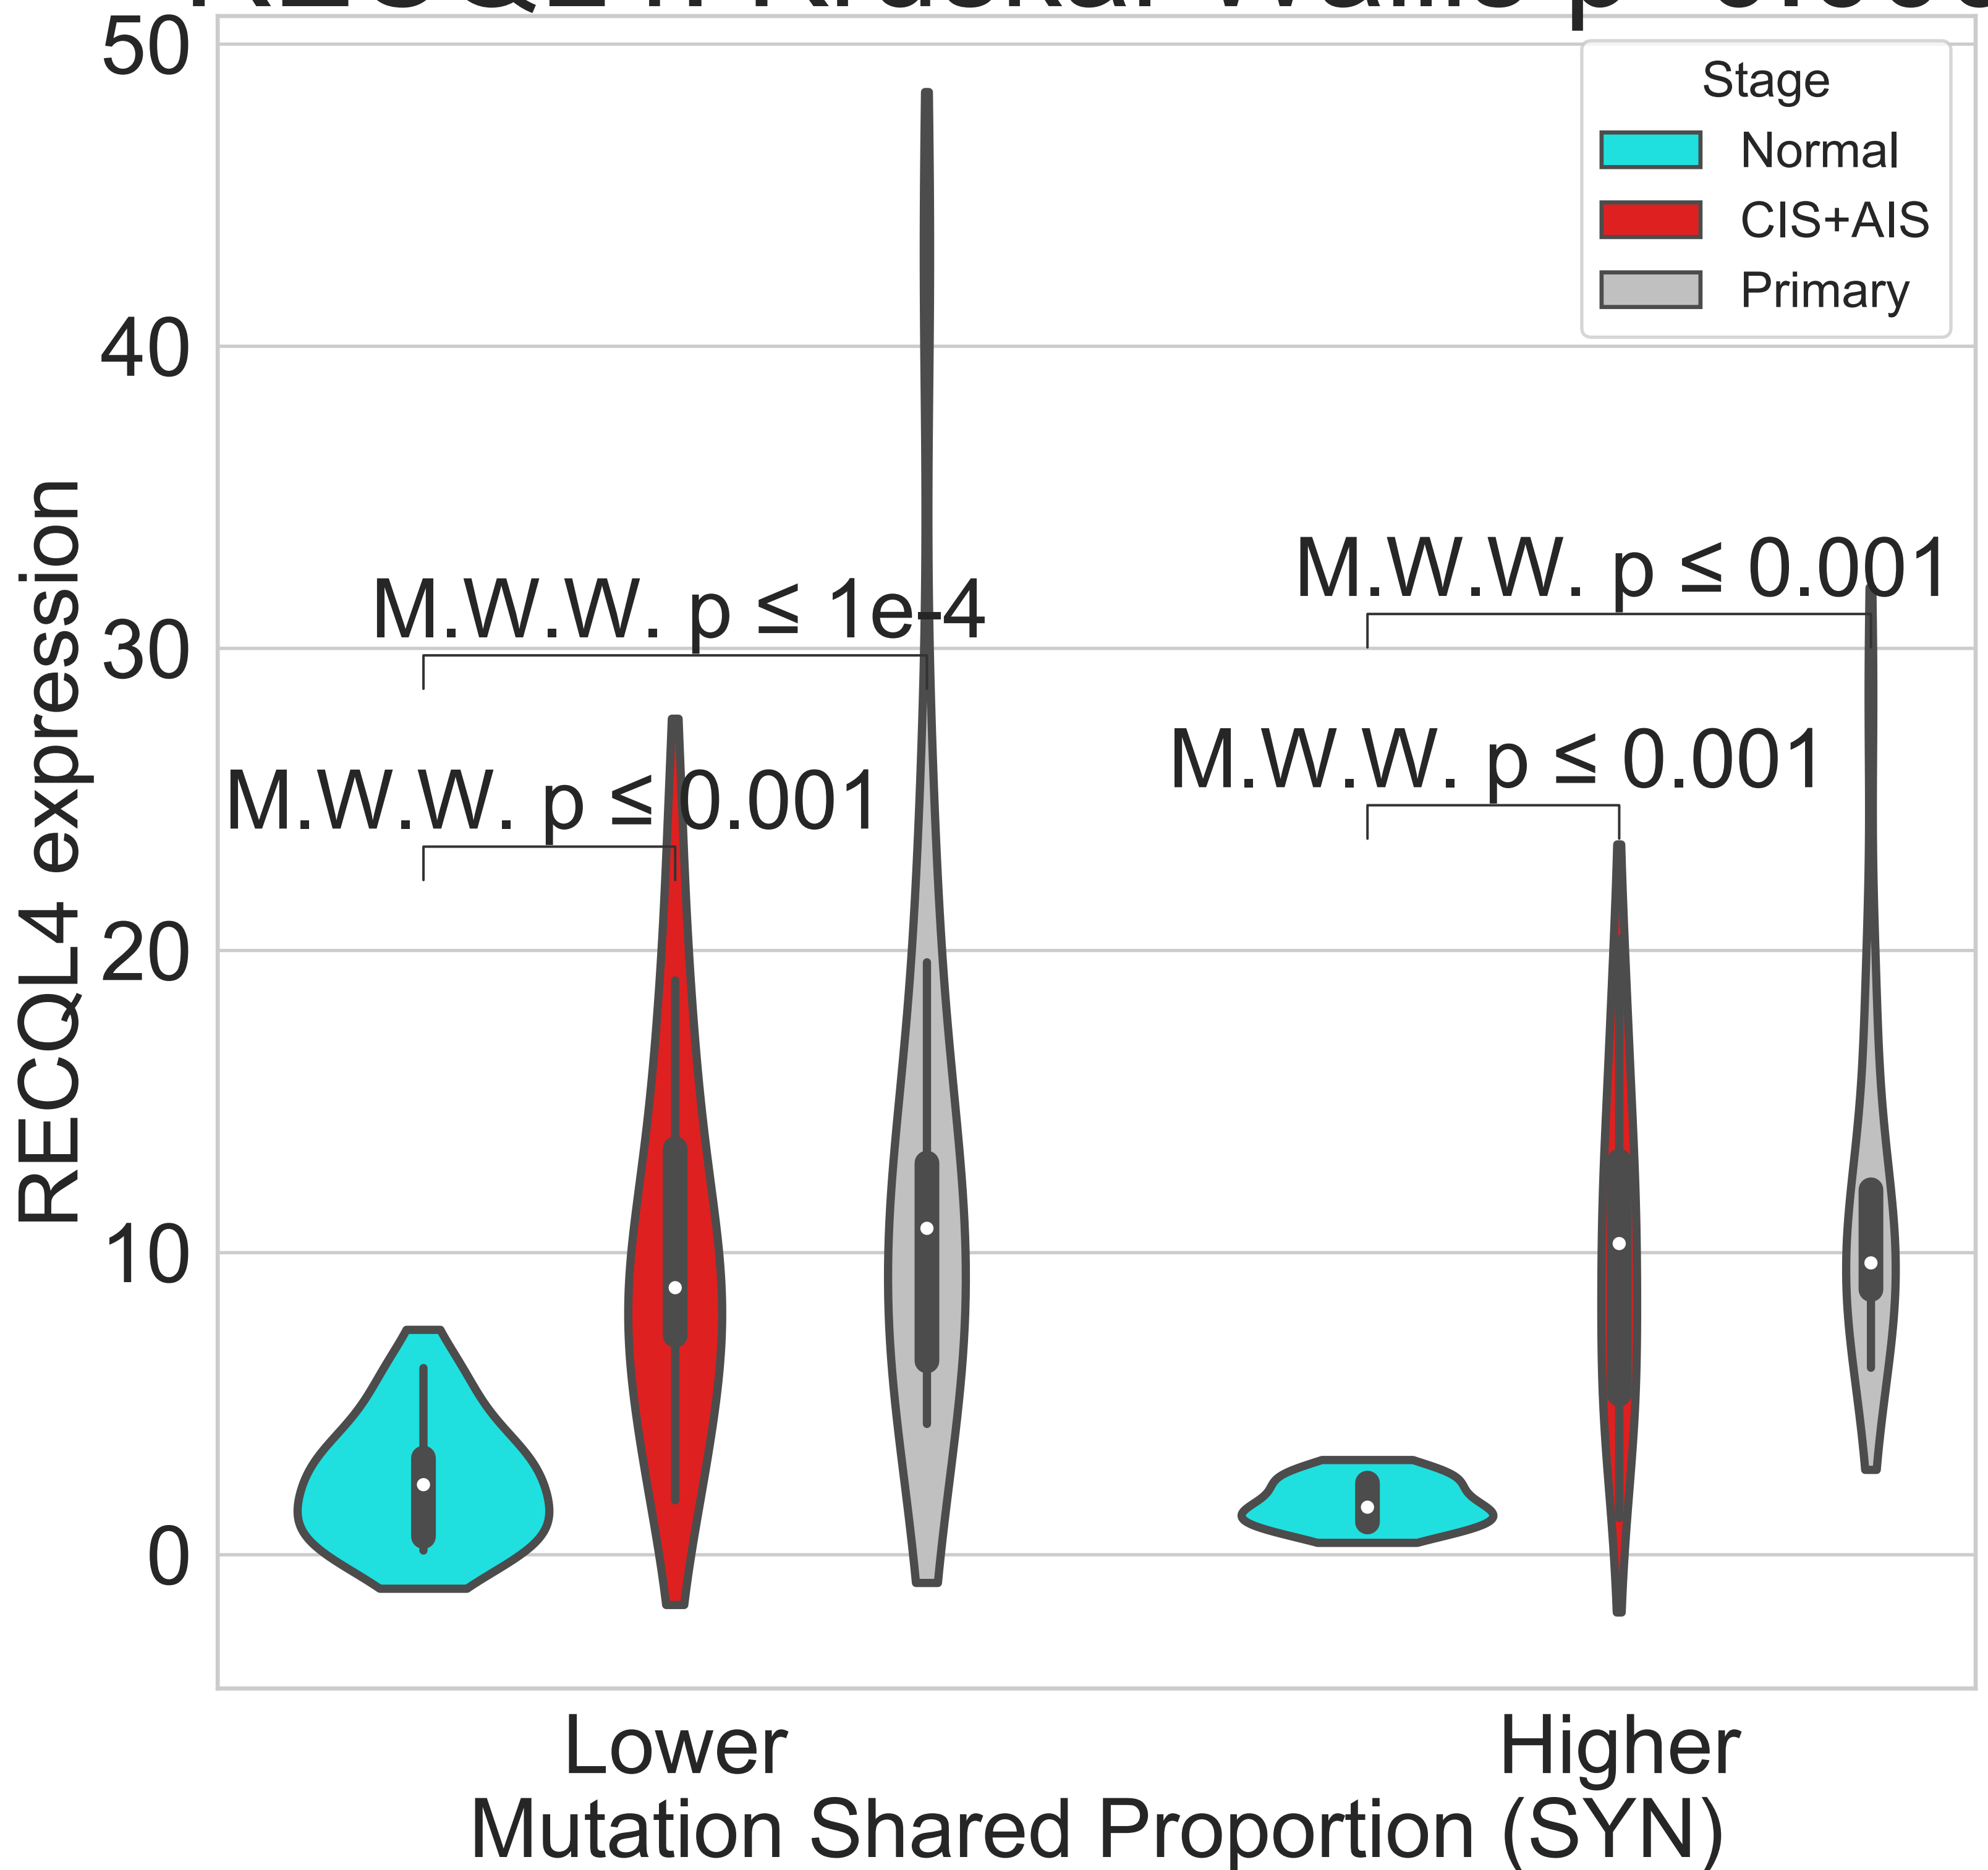 50
Stage
Normal
CIS+AIS
Primary
40
30
20
10
0
RECQL4 expression
M.W.W. p ≤ 1e-4
M.W.W. p ≤ 0.001
M.W.W. p ≤ 0.001
M.W.W. p ≤ 0.001
Lower
Higher
Mutation Shared Proportion (SYN)